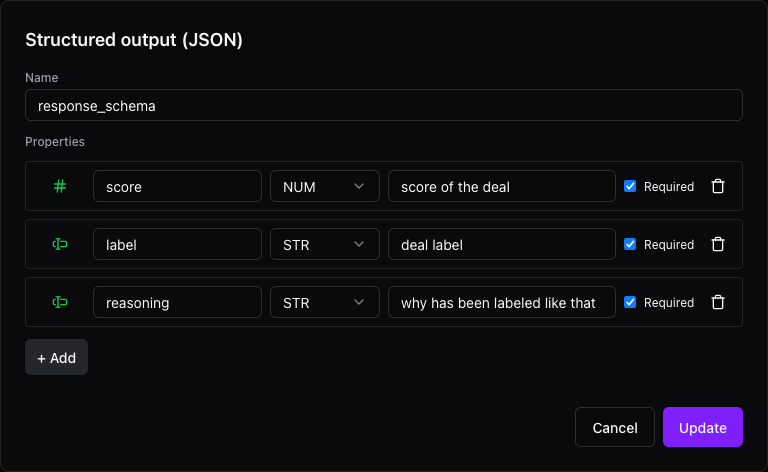 Structured output (JSON)
Name
response_schema
Properties
score NUM score of the deal Required
label STR deal label Required
reasoning STR why has been labeled like that Required
+ Add
Cancel Update